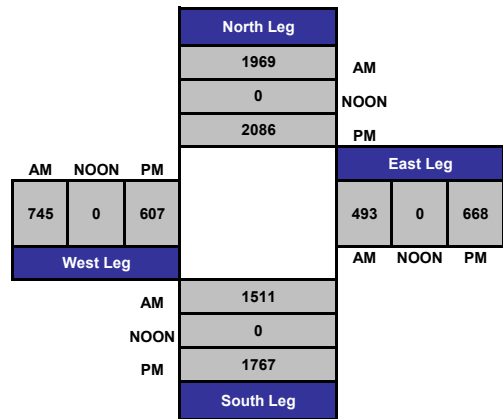 North Leg
1969 AM
0 NOON
2086 PM
AM NOON PM East Leg
745 0 607 493 0 668
West Leg AM NOON PM
AM 1511
NOON 0
PM 1767
South Leg